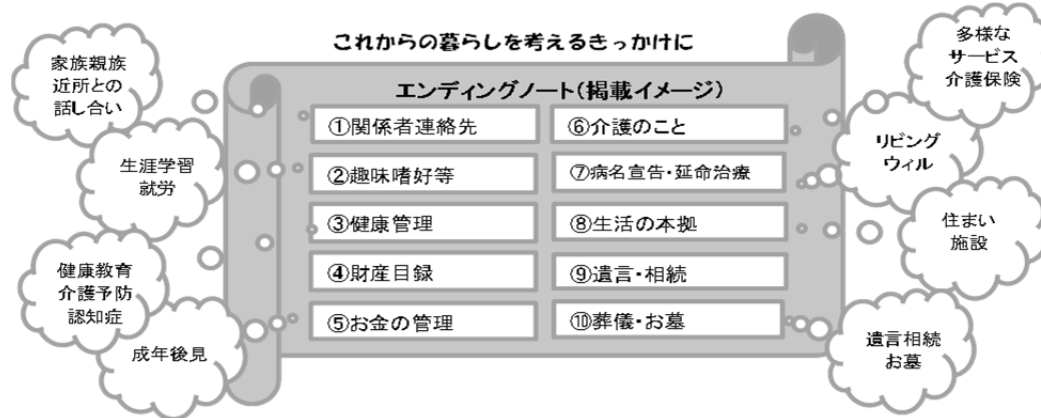 これからの暮らしを考えるきっかけに
エンディングノート(掲載イメージ)
①関係者連絡先
②趣味嗜好等
③健康管理
④財産目録
⑤お金の管理
⑥介護のこと
⑦病名宣告・延命治療
⑧生活の本拠
⑨遺言・相続
⑩葬儀・お墓
家族親族
近所との
話し合い
生涯学習
就労
健康教育
介護予防
認知症
成年後見
多様な
サービス
介護保険
リビング
ウィル
住まい
施設
遺言相続
お墓